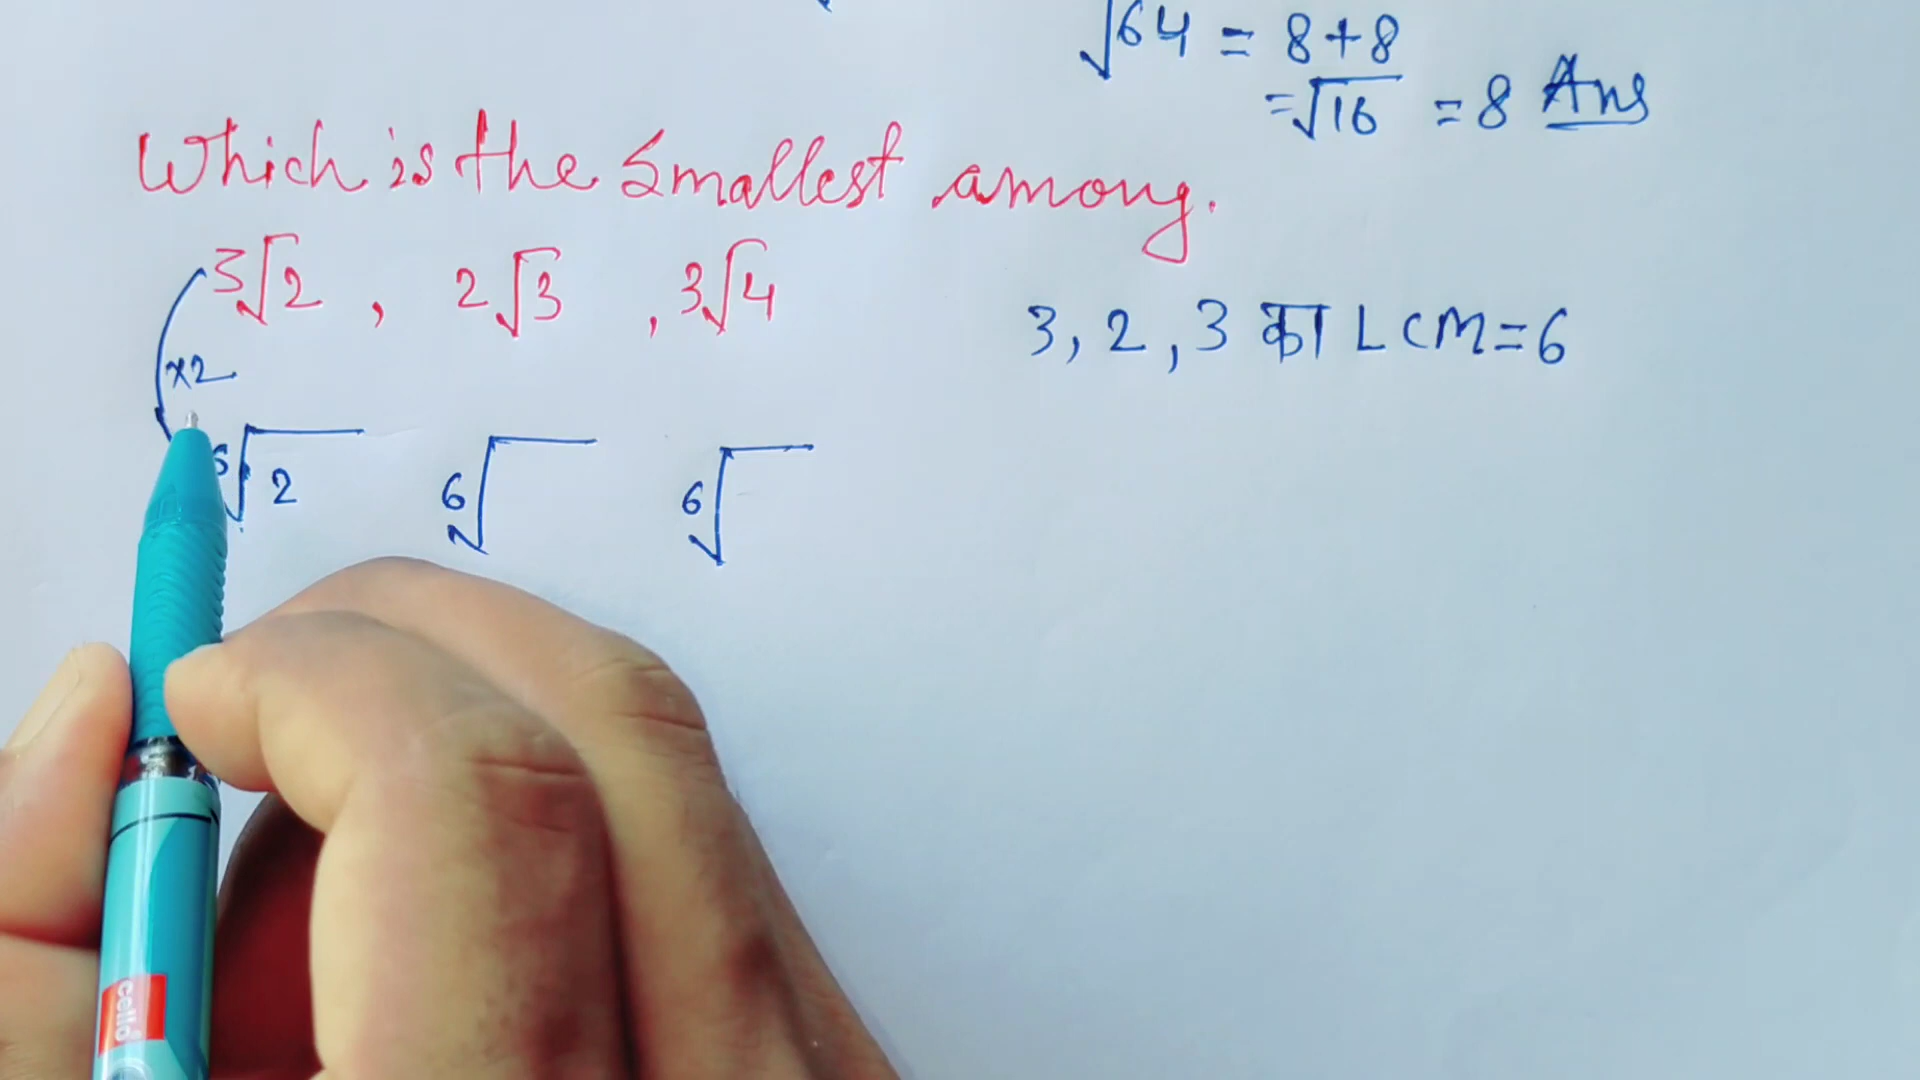 √64 = 8+8
=√16 = 8 Ans
Which is the Smallest among.
3√2 , 2√3 , 3√4
3, 2, 3 का LCM=6
×2
6√2 6√ 6√
cello